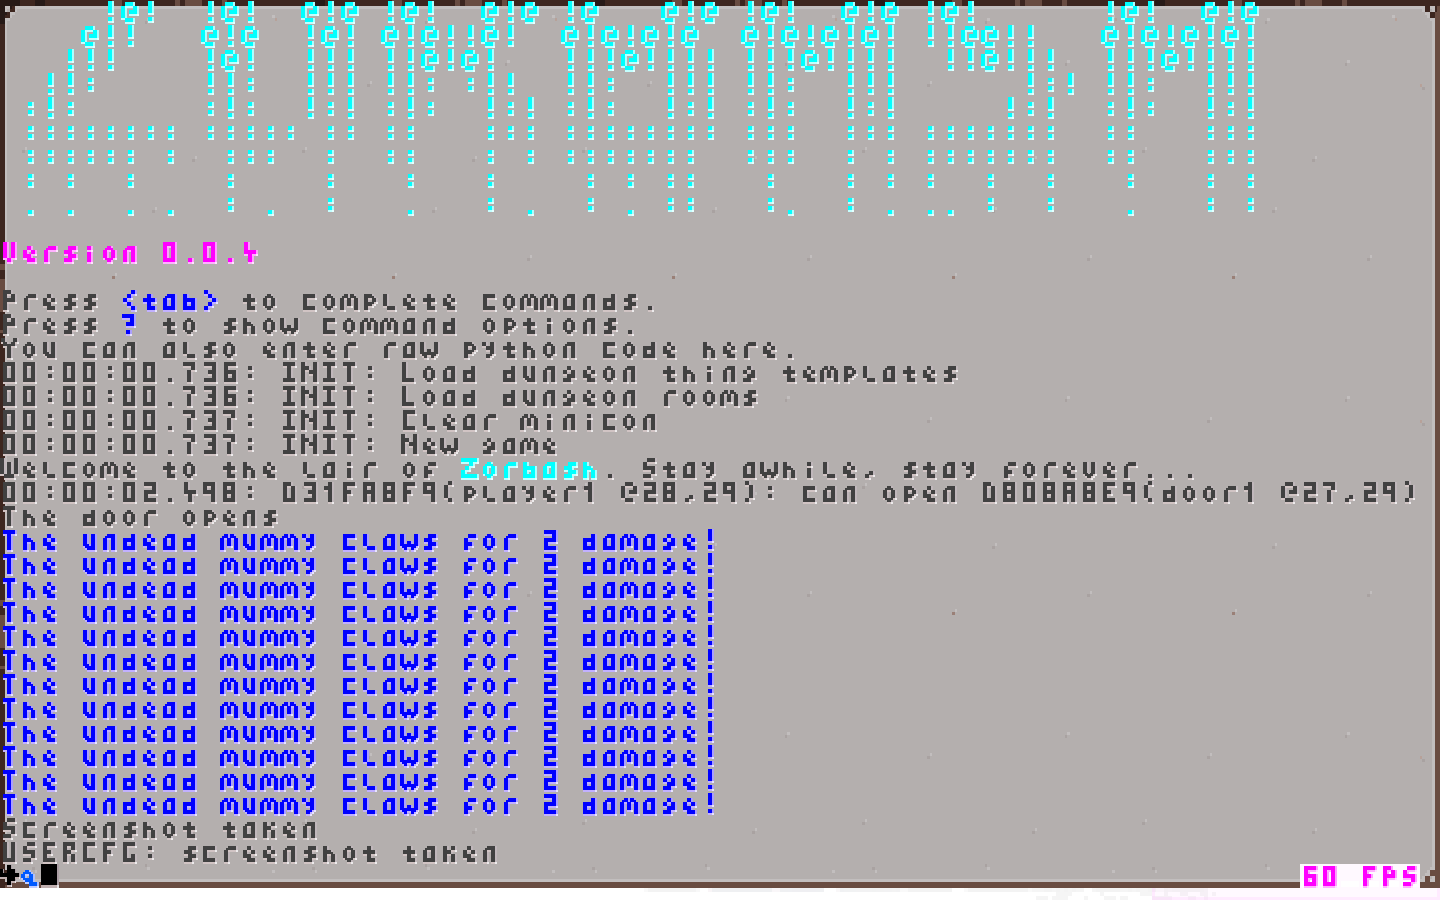 Version 0.0.4
Press <tab> to complete commands.
Press ? to show command options.
You can also enter raw python code here.
00:00:00.736: INIT: Load dungeon thing templates
00:00:00.736: INIT: Load dungeon rooms
00:00:00.737: INIT: Clear minicon
00:00:00.737: INIT: New game
Welcome to the Lair of Zorbash. Stay awhile, stay forever...
00:00:02.498: D31FA8F9(player1 @28,29): can open D808A8E9(door1 @27,29)
The door opens
The undead mummy claws for 2 damage!
The undead mummy claws for 2 damage!
The undead mummy claws for 2 damage!
The undead mummy claws for 2 damage!
The undead mummy claws for 2 damage!
The undead mummy claws for 2 damage!
The undead mummy claws for 2 damage!
The undead mummy claws for 2 damage!
The undead mummy claws for 2 damage!
The undead mummy claws for 2 damage!
The undead mummy claws for 2 damage!
The undead mummy claws for 2 damage!
Screenshot taken
USERCFG: screenshot taken
q
60 FPS